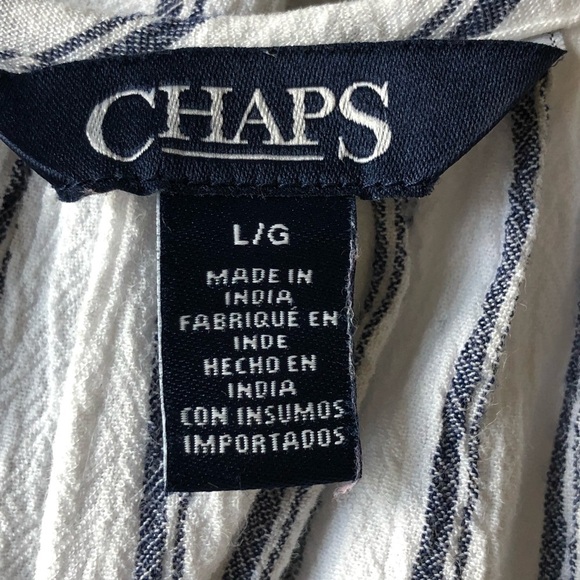 CHAPS
L/G
MADE IN
INDIA
FABRIQUÉ EN
INDE
HECHO EN
INDIA
CON INSUMOS
IMPORTADOS